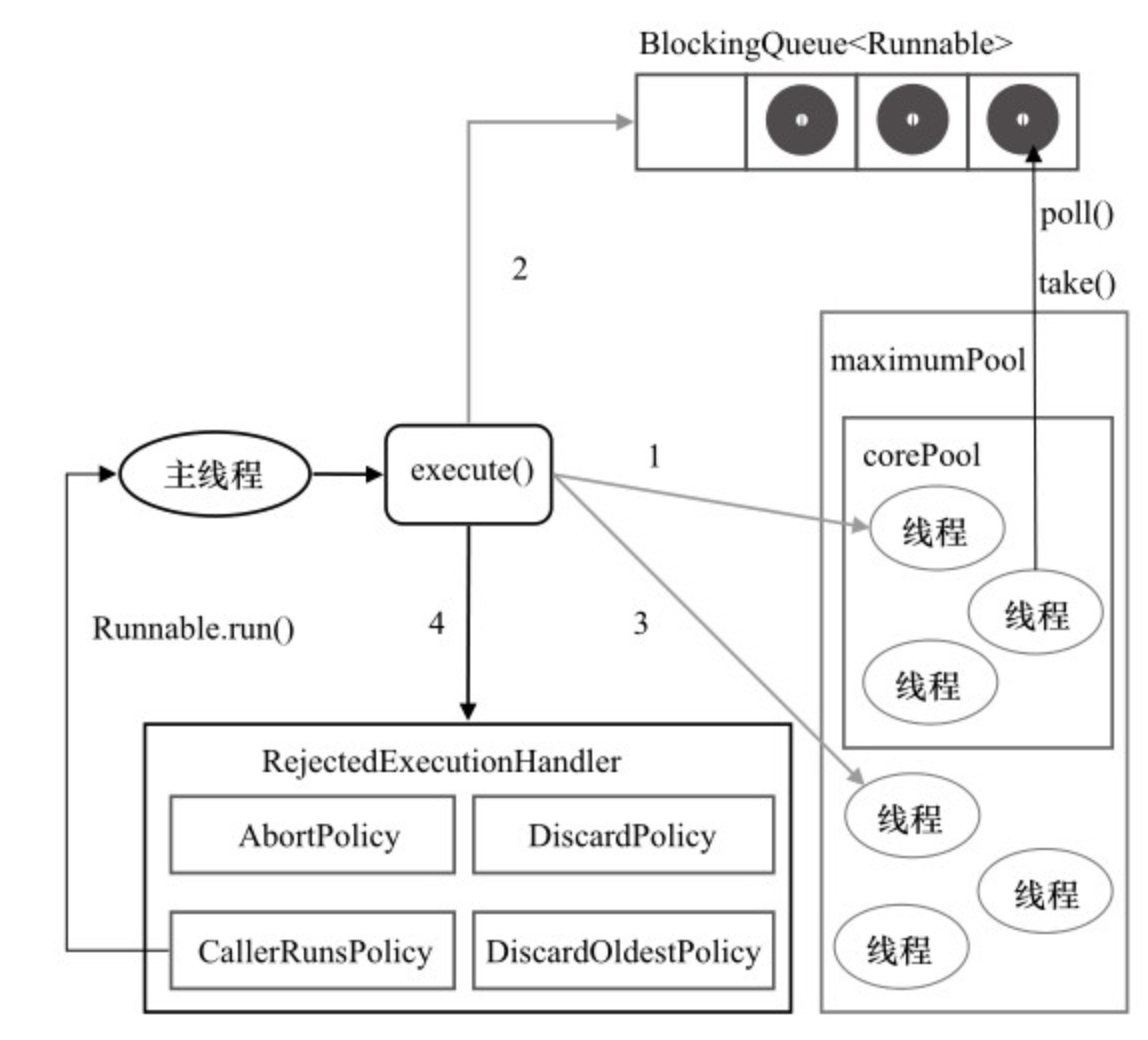 BlockingQueue<Runnable>
poll()
2
take()
maximumPool
主线程
execute()
1
corePool
线程
线程
Runnable.run()
4
3
线程
RejectedExecutionHandler
AbortPolicy
DiscardPolicy
线程
线程
CallerRunsPolicy
DiscardOldestPolicy
线程